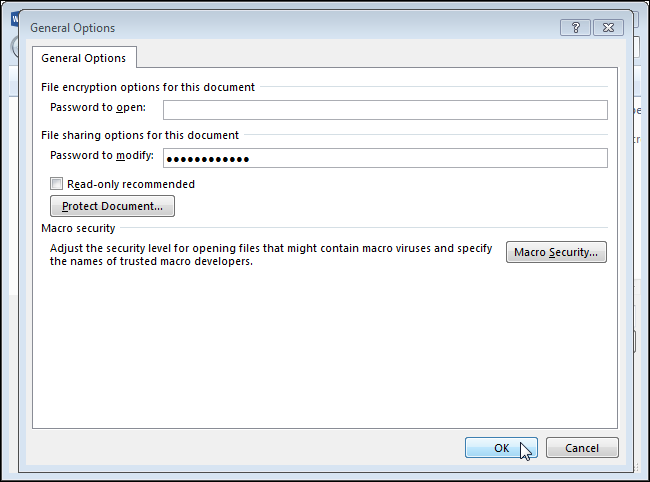 General Options
General Options
File encryption options for this document
Password to open:
File sharing options for this document
Password to modify: ●●●●●●●●●●●●
Read-only recommended
Protect Document...
Macro security
Adjust the security level for opening files that might contain macro viruses and specify
the names of trusted macro developers.
Macro Security...
OK
Cancel